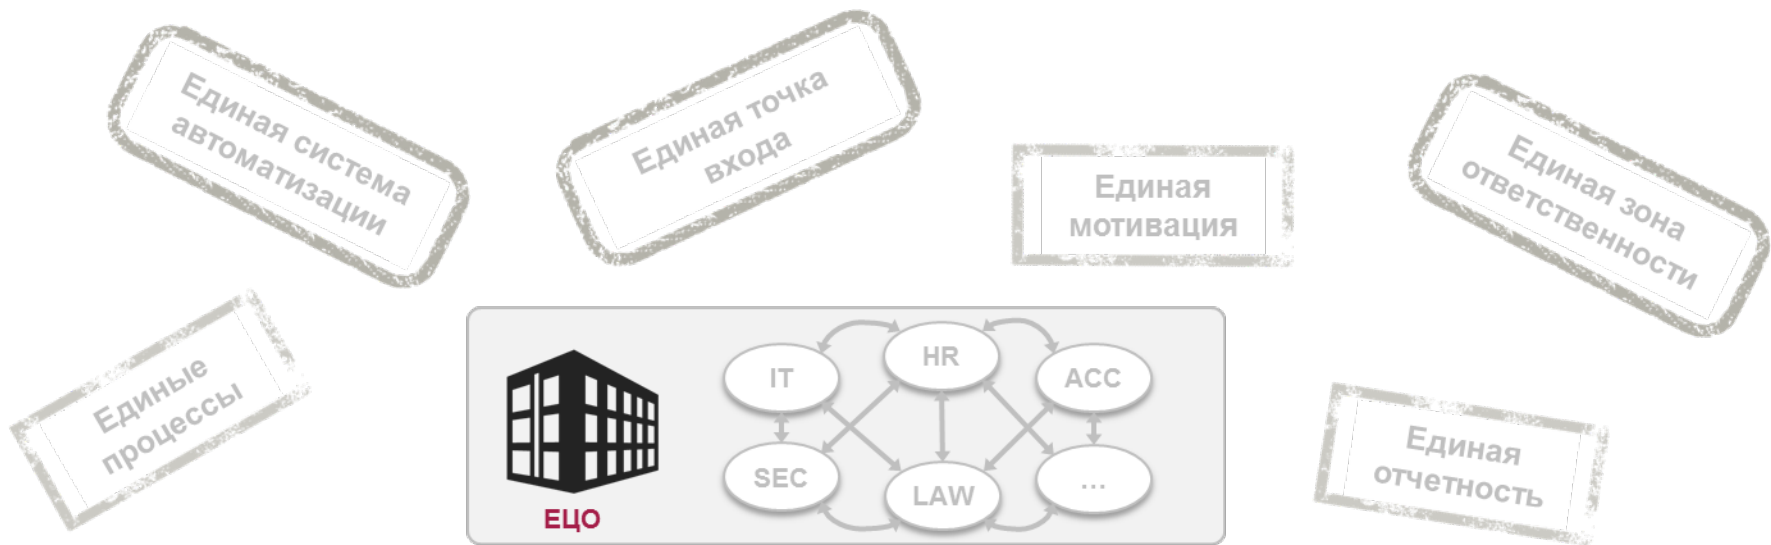 Единая система
автоматизации
Единая точка
входа
Единая
мотивация
Единая зона
ответственности
Единые
процессы
IT
HR
ACC
SEC
LAW
...
ЕЦО
Единая
отчетность